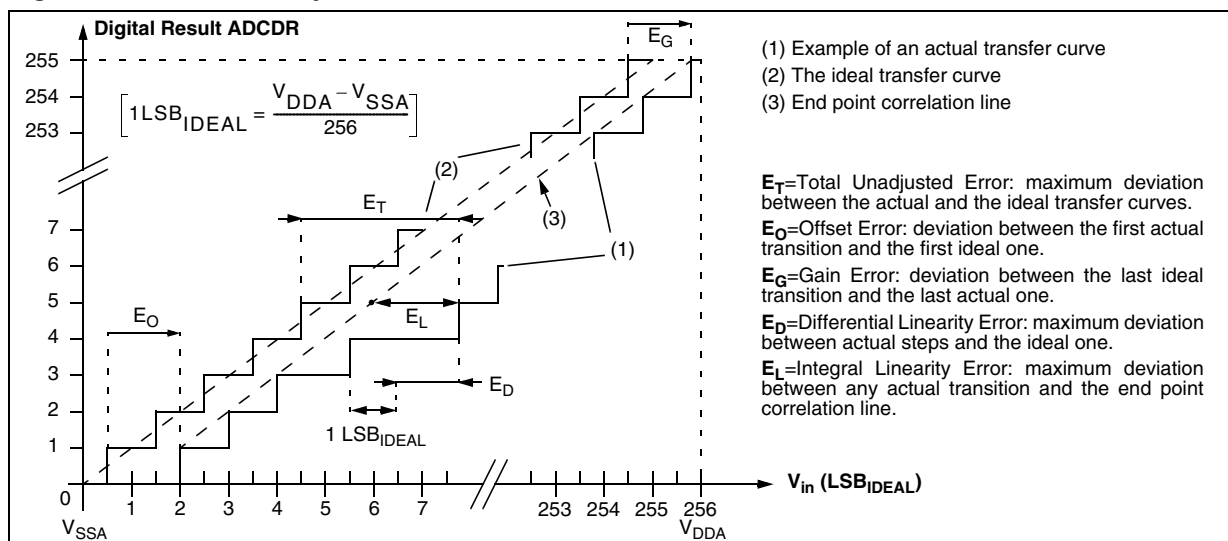 Digital Result ADCDR
E_G
(1) Example of an actual transfer curve
(2) The ideal transfer curve
(3) End point correlation line
255
254
253
1LSB_IDEAL = (V_DDA – V_SSA) / 256
(2)
E_T
(3)
(1)
7
6
5
4
3
2
1
0
E_O
E_L
E_D
1 LSB_IDEAL
E_T=Total Unadjusted Error: maximum deviation
between the actual and the ideal transfer curves.
E_O=Offset Error: deviation between the first actual
transition and the first ideal one.
E_G=Gain Error: deviation between the last ideal
transition and the last actual one.
E_D=Differential Linearity Error: maximum deviation
between actual steps and the ideal one.
E_L=Integral Linearity Error: maximum deviation
between any actual transition and the end point
correlation line.
V_in (LSB_IDEAL)
1 2 3 4 5 6 7 253 254 255 256
V_SSA V_DDA